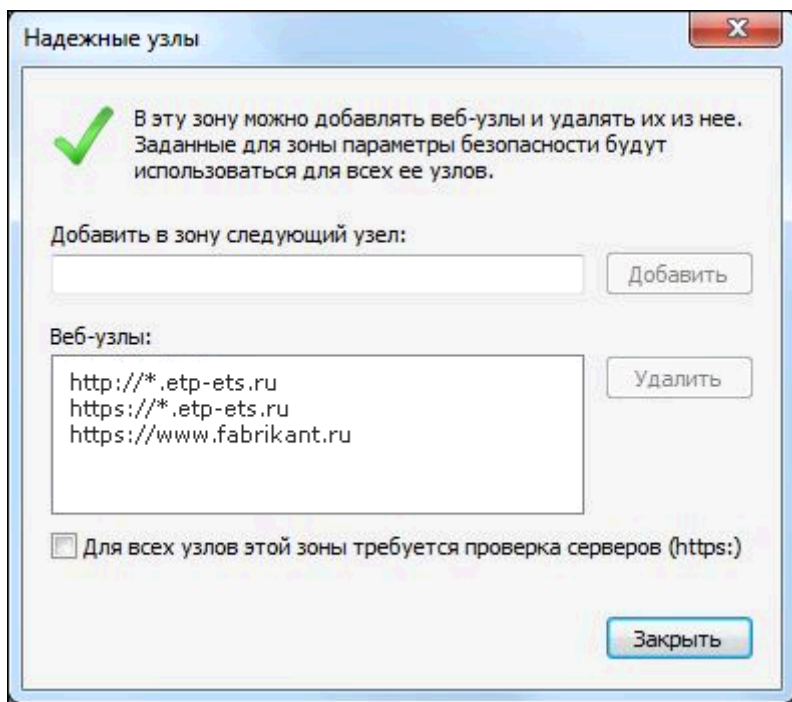 Надежные узлы
В эту зону можно добавлять веб-узлы и удалять их из нее.
Заданные для зоны параметры безопасности будут
использоваться для всех ее узлов.
Добавить в зону следующий узел:
Добавить
Веб-узлы:
http://*.etp-ets.ru
https://*.etp-ets.ru
https://www.fabrikant.ru
Удалить
Для всех узлов этой зоны требуется проверка серверов (https:)
Закрыть